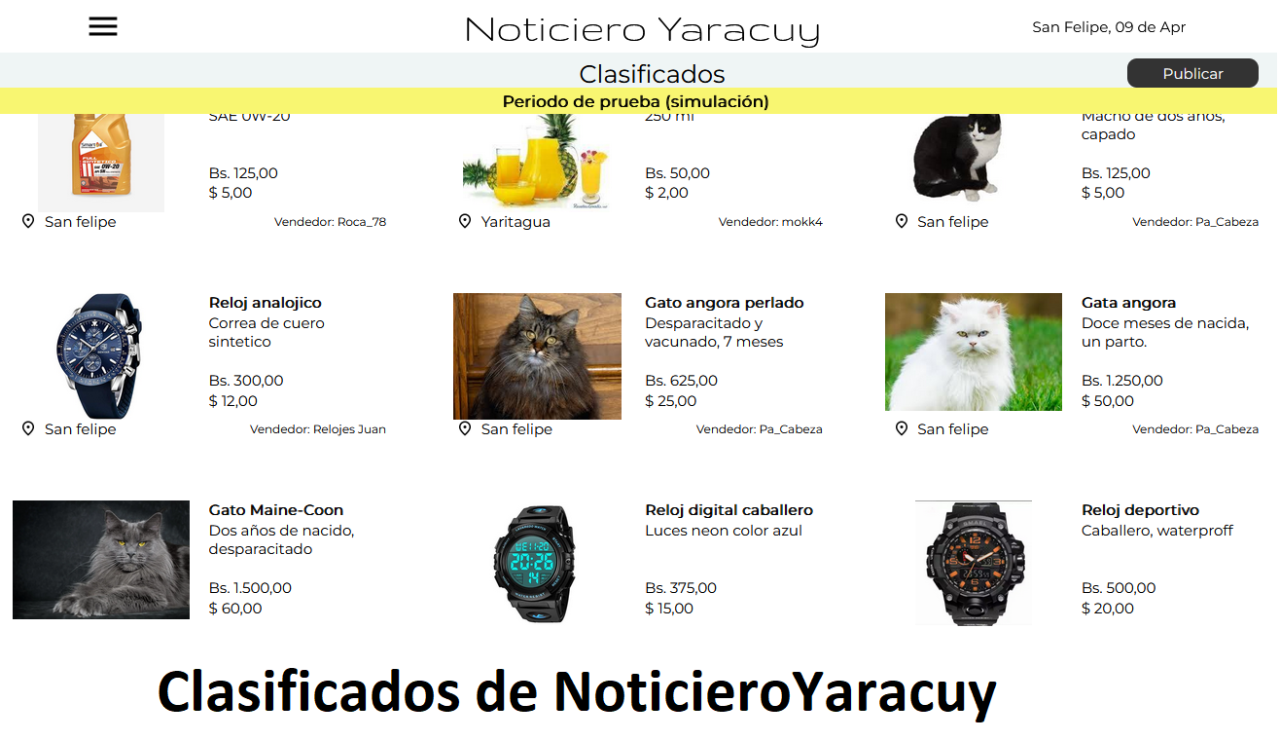 Noticiero Yaracuy
San Felipe, 09 de Apr
Clasificados
Publicar
Periodo de prueba (simulación)
SAE 0W-20
Bs. 125,00
$ 5,00
San felipe
Vendedor: Roca_78
250 ml
Bs. 50,00
$ 2,00
Yaritagua
Vendedor: mokk4
Macho de dos años,
capado
Bs. 125,00
$ 5,00
San felipe
Vendedor: Pa_Cabeza
Reloj analojico
Correa de cuero
sintetico
Bs. 300,00
$ 12,00
San felipe
Vendedor: Relojes Juan
Gato angora perlado
Desparacitado y
vacunado, 7 meses
Bs. 625,00
$ 25,00
San felipe
Vendedor: Pa_Cabeza
Gata angora
Doce meses de nacida,
un parto.
Bs. 1.250,00
$ 50,00
San felipe
Vendedor: Pa_Cabeza
Gato Maine-Coon
Dos años de nacido,
desparacitado
Bs. 1.500,00
$ 60,00
20:26
14
Reloj digital caballero
Luces neon color azul
Bs. 375,00
$ 15,00
Reloj deportivo
Caballero, waterproff
Bs. 500,00
$ 20,00
Clasificados de NoticieroYaracuy